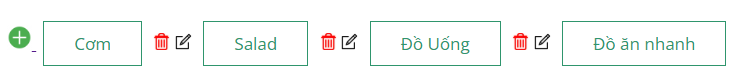 Cơm Salad Đồ Uống Đồ ăn nhanh